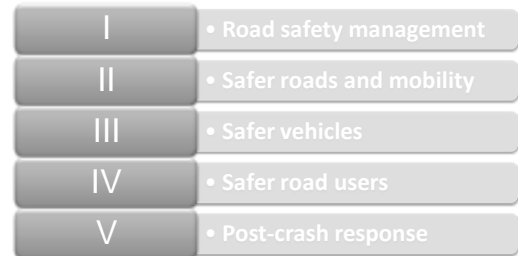 I • Road safety management
II • Safer roads and mobility
III • Safer vehicles
IV • Safer road users
V • Post-crash response